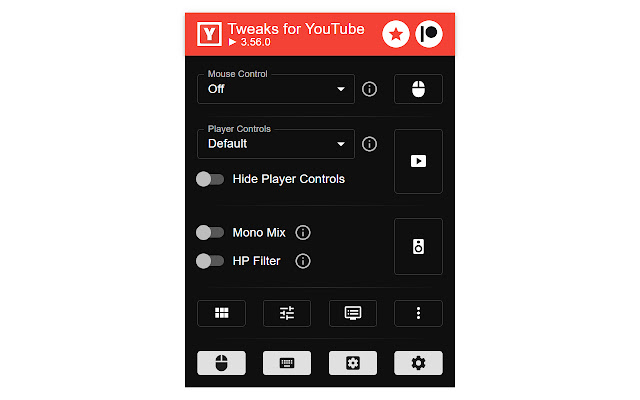 Y
Tweaks for YouTube
3.56.0
Mouse Control
Off
Player Controls
Default
Hide Player Controls
Mono Mix
HP Filter